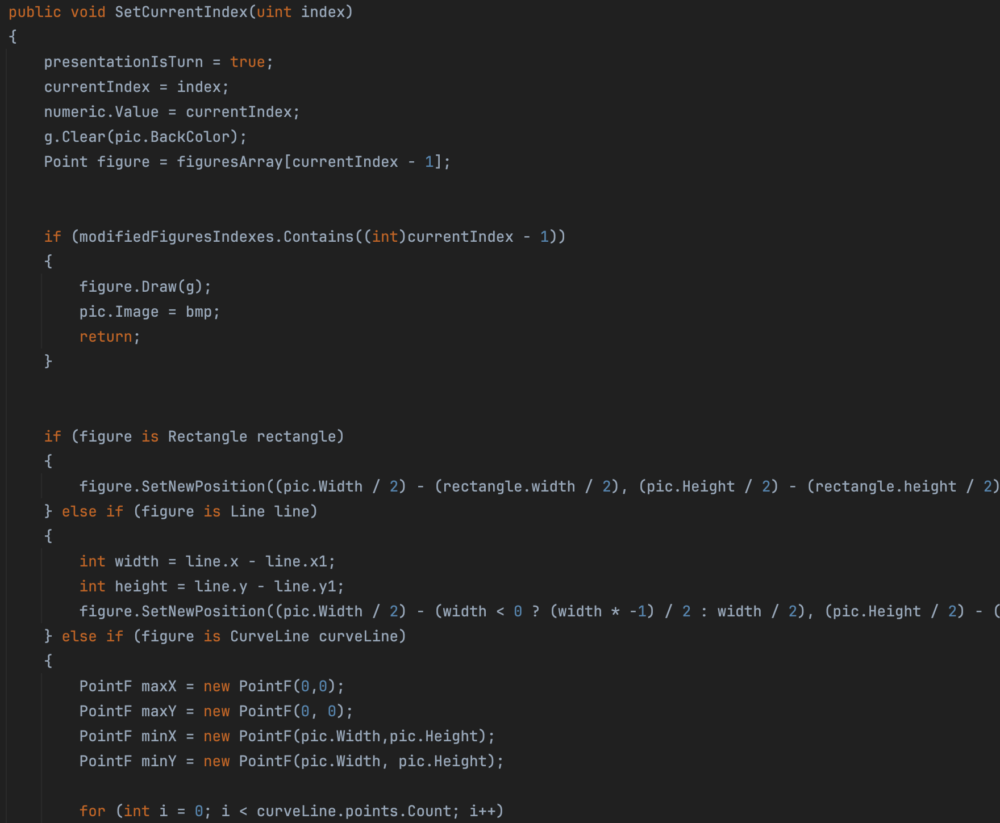 public void SetCurrentIndex(uint index)
{
presentationIsTurn = true;
currentIndex = index;
numeric.Value = currentIndex;
g.Clear(pic.BackColor);
Point figure = figuresArray[currentIndex - 1];
if (modifiedFiguresIndexes.Contains((int)currentIndex - 1))
{
figure.Draw(g);
pic.Image = bmp;
return;
}
if (figure is Rectangle rectangle)
{
figure.SetNewPosition((pic.Width / 2) - (rectangle.width / 2), (pic.Height / 2) - (rectangle.height / 2)
} else if (figure is Line line)
{
int width = line.x - line.x1;
int height = line.y - line.y1;
figure.SetNewPosition((pic.Width / 2) - (width < 0 ? (width * -1) / 2 : width / 2), (pic.Height / 2) - (
} else if (figure is CurveLine curveLine)
{
PointF maxX = new PointF(0,0);
PointF maxY = new PointF(0, 0);
PointF minX = new PointF(pic.Width,pic.Height);
PointF minY = new PointF(pic.Width, pic.Height);
for (int i = 0; i < curveLine.points.Count; i++)